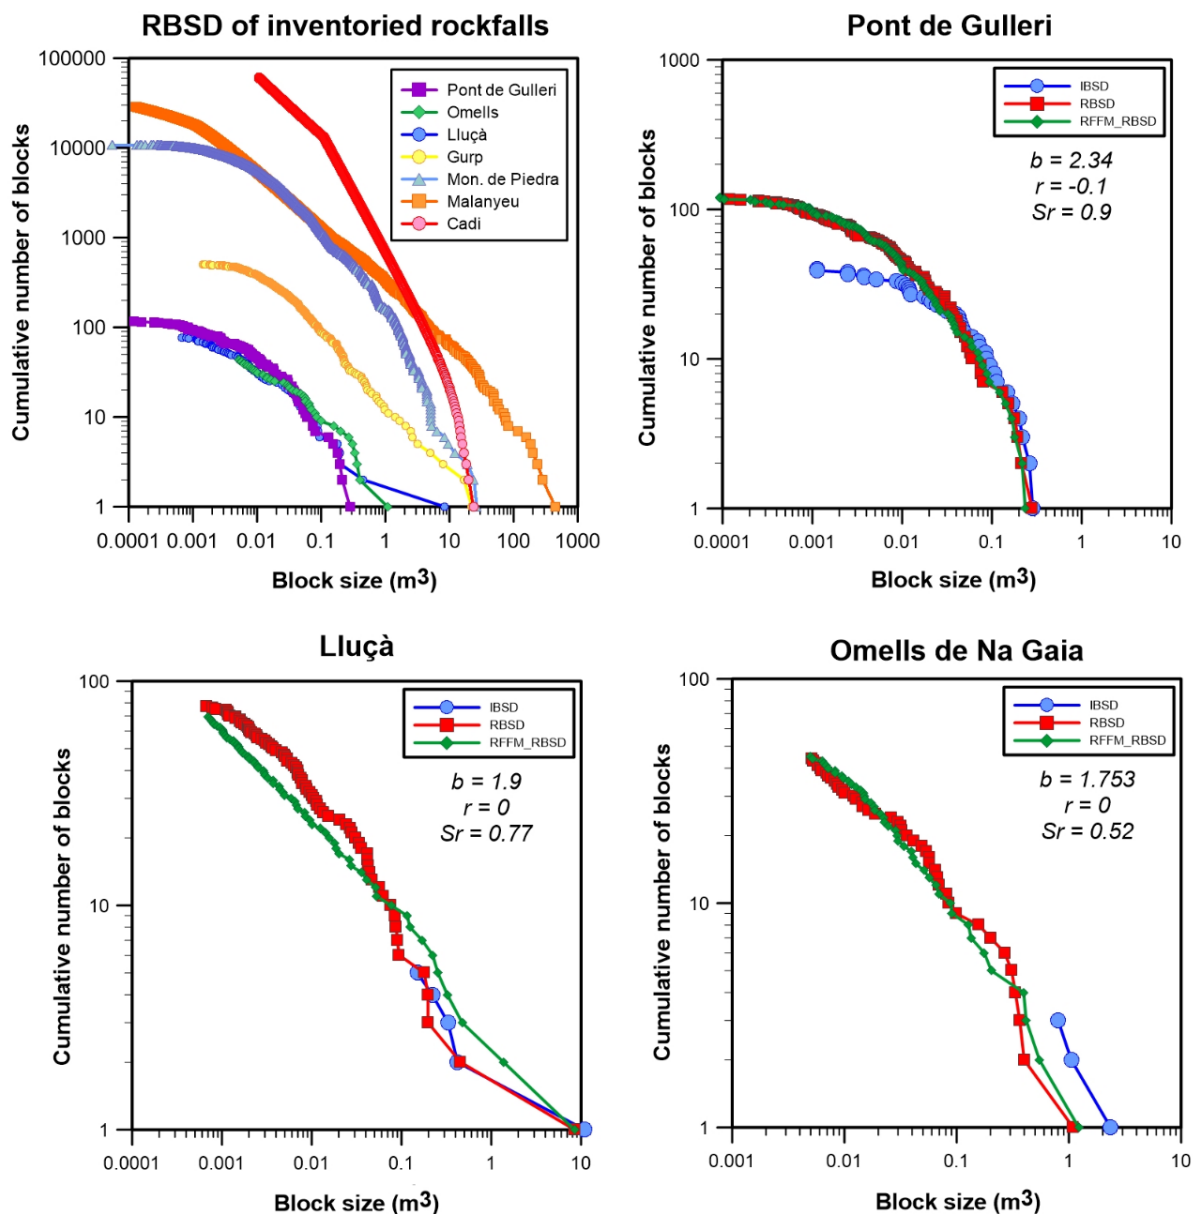 RBSD of inventoried rockfalls
100000
10000
1000
100
10
1
Cumulative number of blocks
Pont de Gulleri
Omells
Lluçà
Gurp
Mon. de Piedra
Malanyeu
Cadi
0.0001 0.001 0.01 0.1 1 10 100 1000
Block size (m³)
Pont de Gulleri
1000
100
10
1
Cumulative number of blocks
IBSD
RBSD
RFFM_RBSD
b = 2.34
r = -0.1
Sr = 0.9
0.0001 0.001 0.01 0.1 1 10
Block size (m³)
Lluçà
100
10
1
Cumulative number of blocks
IBSD
RBSD
RFFM_RBSD
b = 1.9
r = 0
Sr = 0.77
0.0001 0.001 0.01 0.1 1 10
Block size (m³)
Omells de Na Gaia
100
10
1
Cumulative number of blocks
IBSD
RBSD
RFFM_RBSD
b = 1.753
r = 0
Sr = 0.52
0.001 0.01 0.1 1 10
Block size (m³)